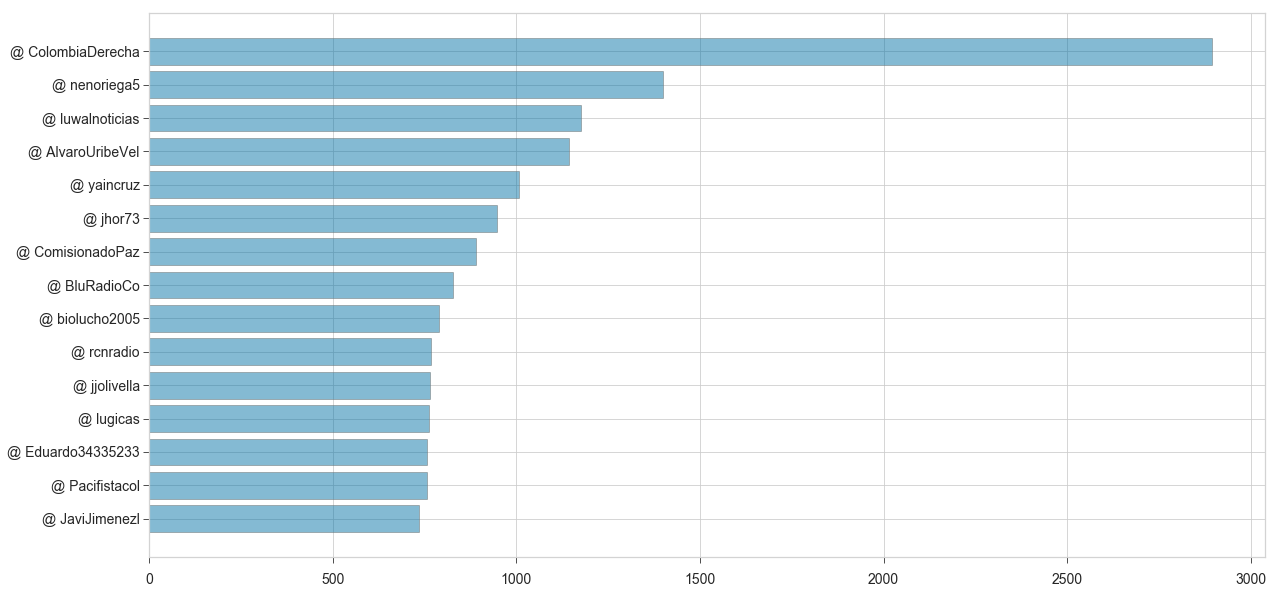 @ ColombiaDerecha
@ nenoriega5
@ luwalnoticias
@ AlvaroUribeVel
@ yaincruz
@ jhor73
@ ComisionadoPaz
@ BluRadioCo
@ biolucho2005
@ rcnradio
@ jjolivella
@ lugicas
@ Eduardo34335233
@ Pacifistacol
@ JaviJimenezl
0 500 1000 1500 2000 2500 3000